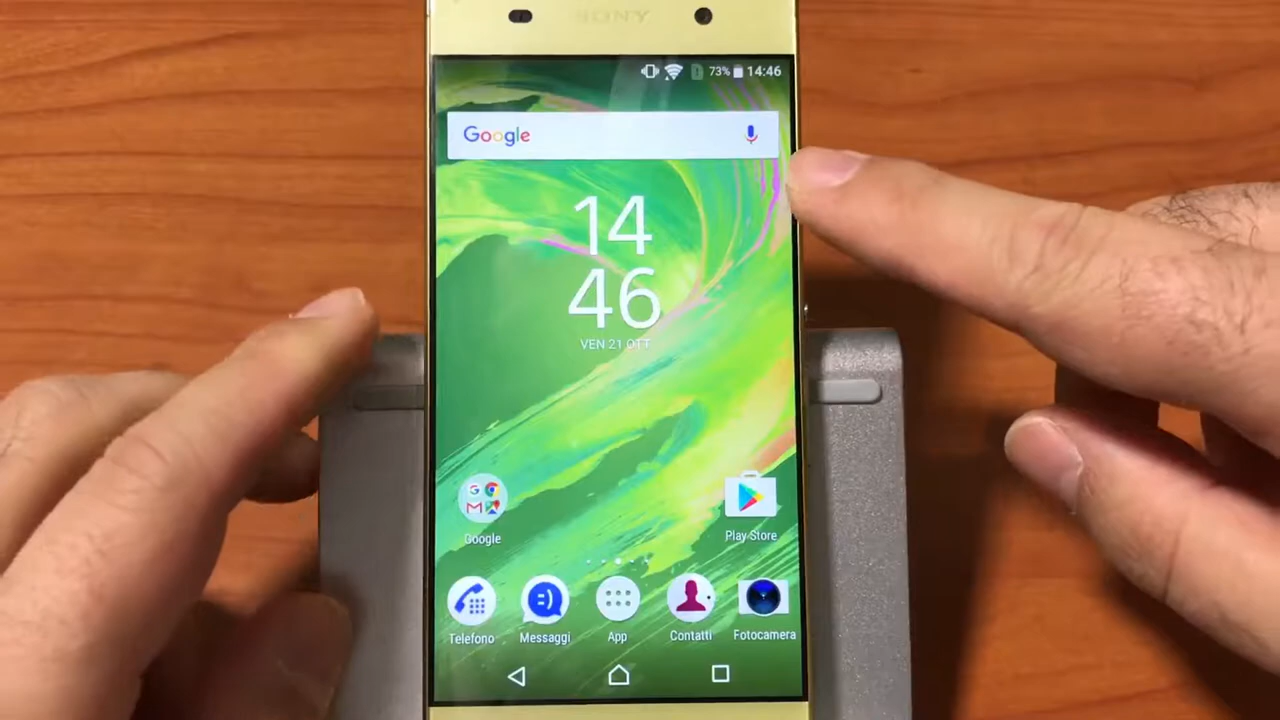 SONY
73% 14:46
Google
14
46
VEN 21 OTT
Google
Play Store
Telefono
Messaggi
App
Contatti
Fotocamera